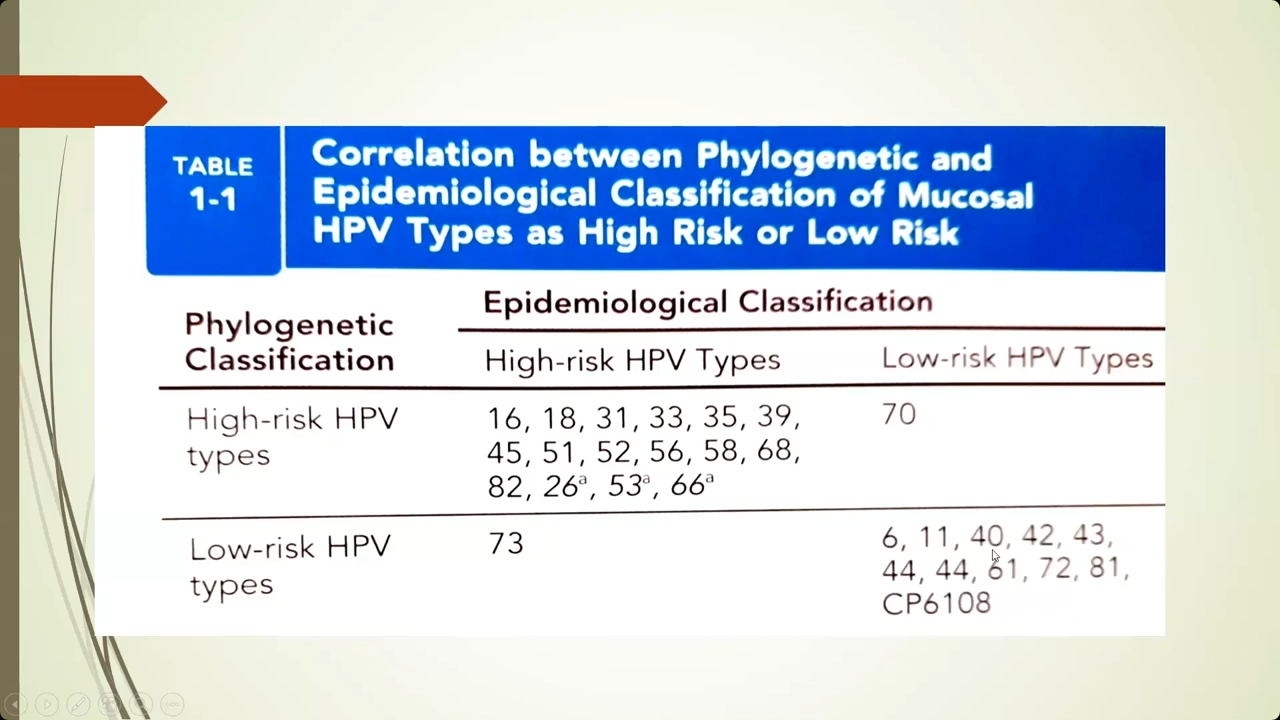 TABLE
1-1
Correlation between Phylogenetic and
Epidemiological Classification of Mucosal
HPV Types as High Risk or Low Risk
Phylogenetic
Classification
Epidemiological Classification
High-risk HPV Types
Low-risk HPV Types
High-risk HPV
types
16, 18, 31, 33, 35, 39,
45, 51, 52, 56, 58, 68,
82, 26ᵃ, 53ᵃ, 66ᵃ
70
Low-risk HPV
types
73
6, 11, 40, 42, 43,
44, 44, 61, 72, 81,
CP6108